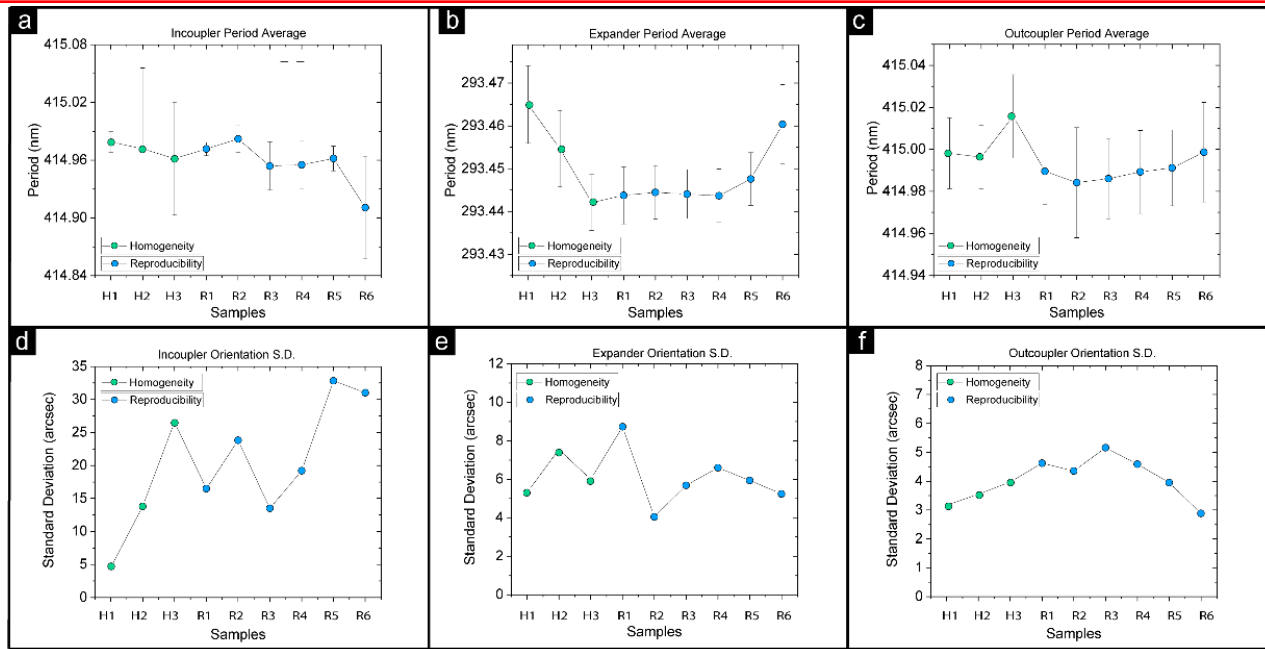 a
Incoupler Period Average
415.08
415.02
414.96
414.90
414.84
Period (nm)
Homogeneity
Reproducibility
H1 H2 H3 R1 R2 R3 R4 R5 R6
Samples
b
Expander Period Average
293.47
293.46
293.45
293.44
293.43
Period (nm)
Homogeneity
Reproducibility
H1 H2 H3 R1 R2 R3 R4 R5 R6
Samples
c
Outcoupler Period Average
415.04
415.02
415.00
414.98
414.96
414.94
Period (nm)
Homogeneity
Reproducibility
H1 H2 H3 R1 R2 R3 R4 R5 R6
Samples
d
Incoupler Orientation S.D.
35
30
25
20
15
10
5
0
Standard Deviation (arcsec)
Homogeneity
Reproducibility
H1 H2 H3 R1 R2 R3 R4 R5 R6
Samples
e
Expander Orientation S.D.
12
10
8
6
4
2
0
Standard Deviation (arcsec)
Homogeneity
Reproducibility
H1 H2 H3 R1 R2 R3 R4 R5 R6
Samples
f
Outcoupler Orientation S.D.
8
7
6
5
4
3
2
1
0
Standard Deviation (arcsec)
Homogeneity
Reproducibility
H1 H2 H3 R1 R2 R3 R4 R5 R6
Samples